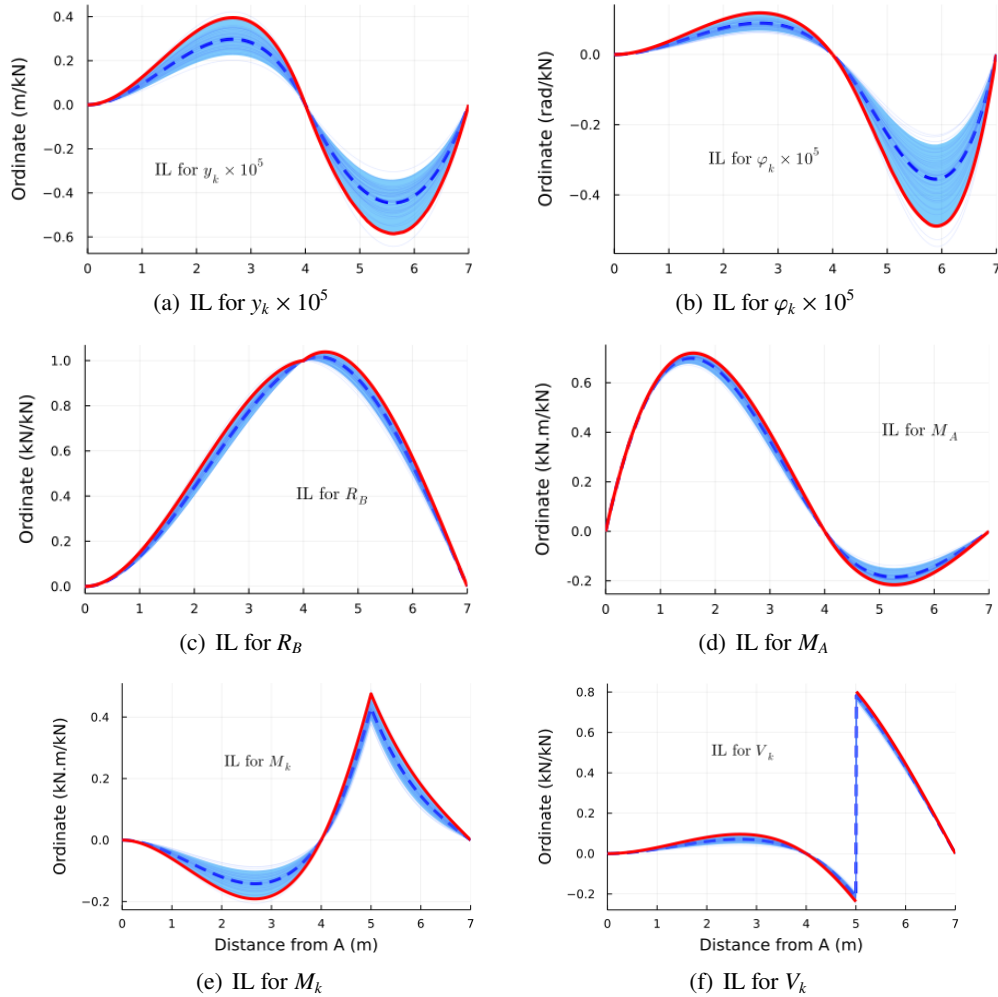 Ordinate (m/kN)
0.4
0.2
0.0
−0.2
−0.4
−0.6
IL for y_k × 10^5
0 1 2 3 4 5 6 7
(a) IL for y_k × 10^5
Ordinate (rad/kN)
0.0
−0.2
−0.4
IL for φ_k × 10^5
0 1 2 3 4 5 6 7
(b) IL for φ_k × 10^5
Ordinate (kN/kN)
1.0
0.8
0.6
0.4
0.2
0.0
IL for R_B
0 1 2 3 4 5 6 7
(c) IL for R_B
Ordinate (kN.m/kN)
0.6
0.4
0.2
0.0
−0.2
IL for M_A
0 1 2 3 4 5 6 7
(d) IL for M_A
Ordinate (kN.m/kN)
0.4
0.2
0.0
−0.2
IL for M_k
0 1 2 3 4 5 6 7
Distance from A (m)
(e) IL for M_k
Ordinate (kN/kN)
0.8
0.6
0.4
0.2
0.0
−0.2
IL for V_k
0 1 2 3 4 5 6 7
Distance from A (m)
(f) IL for V_k